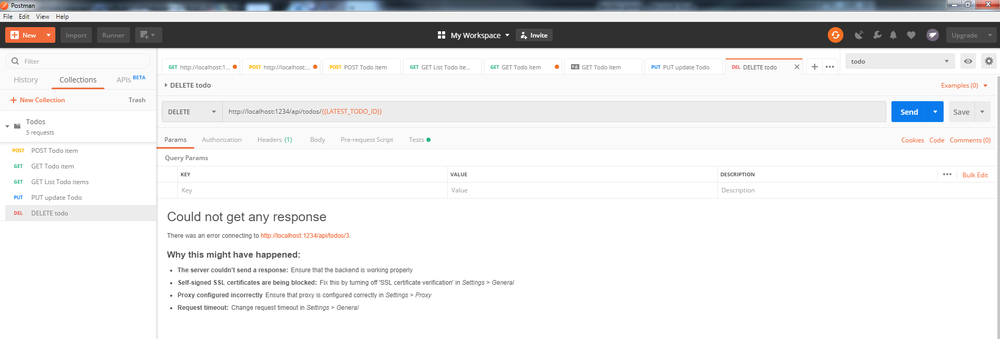 Postman
File Edit View Help
New Import Runner My Workspace Invite Upgrade
Filter
History Collections APIs BETA
New Collection Trash
Todos
5 requests
POST POST Todo item
GET GET Todo item
GET GET List Todo items
PUT PUT update Todo
DEL DELETE todo
GET http://localhost:1... POST http://localhost:... POST POST Todo item GET GET List Todo ite... GET GET Todo item e.g. GET Todo item PUT PUT update Todo DEL DELETE todo
todo
DELETE todo Examples (0)
DELETE http://localhost:1234/api/todos/{{LATEST_TODO_ID}} Send Save
Params Authorization Headers (1) Body Pre-request Script Tests Cookies Code Comments (0)
Query Params
KEY VALUE DESCRIPTION Bulk Edit
Key Value Description
Could not get any response
There was an error connecting to http://localhost:1234/api/todos/3.
Why this might have happened:
• The server couldn't send a response: Ensure that the backend is working properly
• Self-signed SSL certificates are being blocked: Fix this by turning off 'SSL certificate verification' in Settings > General
• Proxy configured incorrectly Ensure that proxy is configured correctly in Settings > Proxy
• Request timeout: Change request timeout in Settings > General